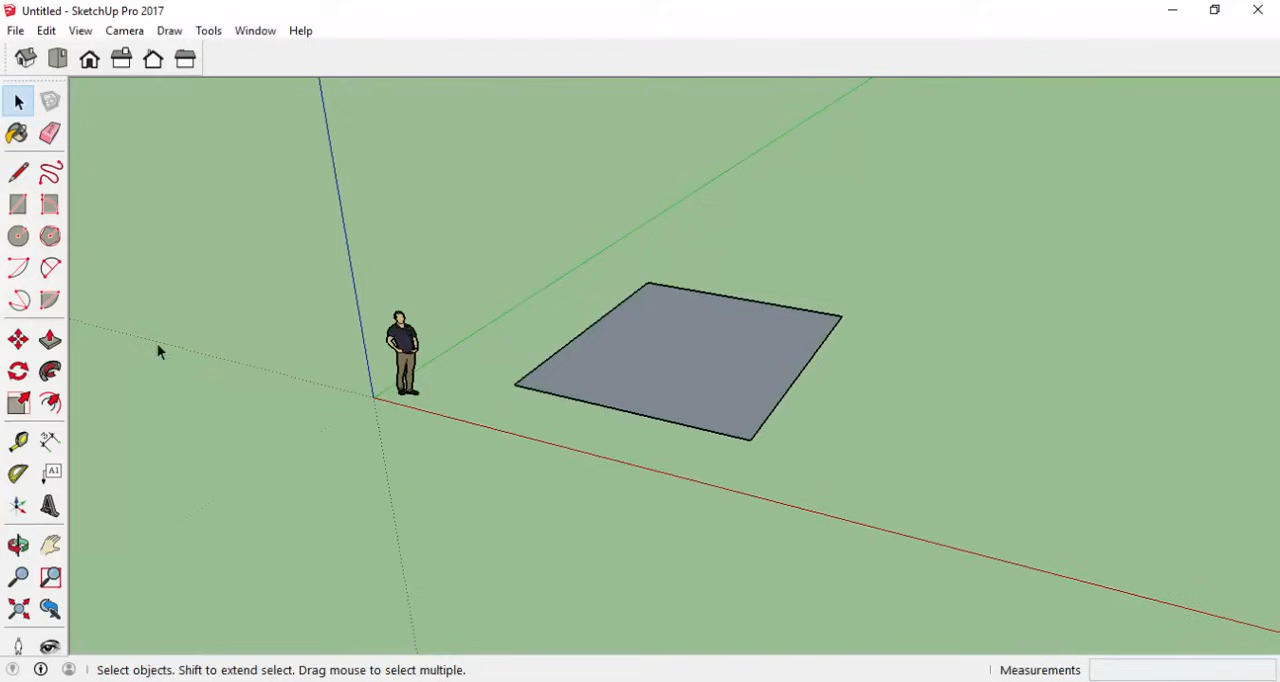 Untitled - SketchUp Pro 2017
File Edit View Camera Draw Tools Window Help
A1
Select objects. Shift to extend select. Drag mouse to select multiple.
Measurements